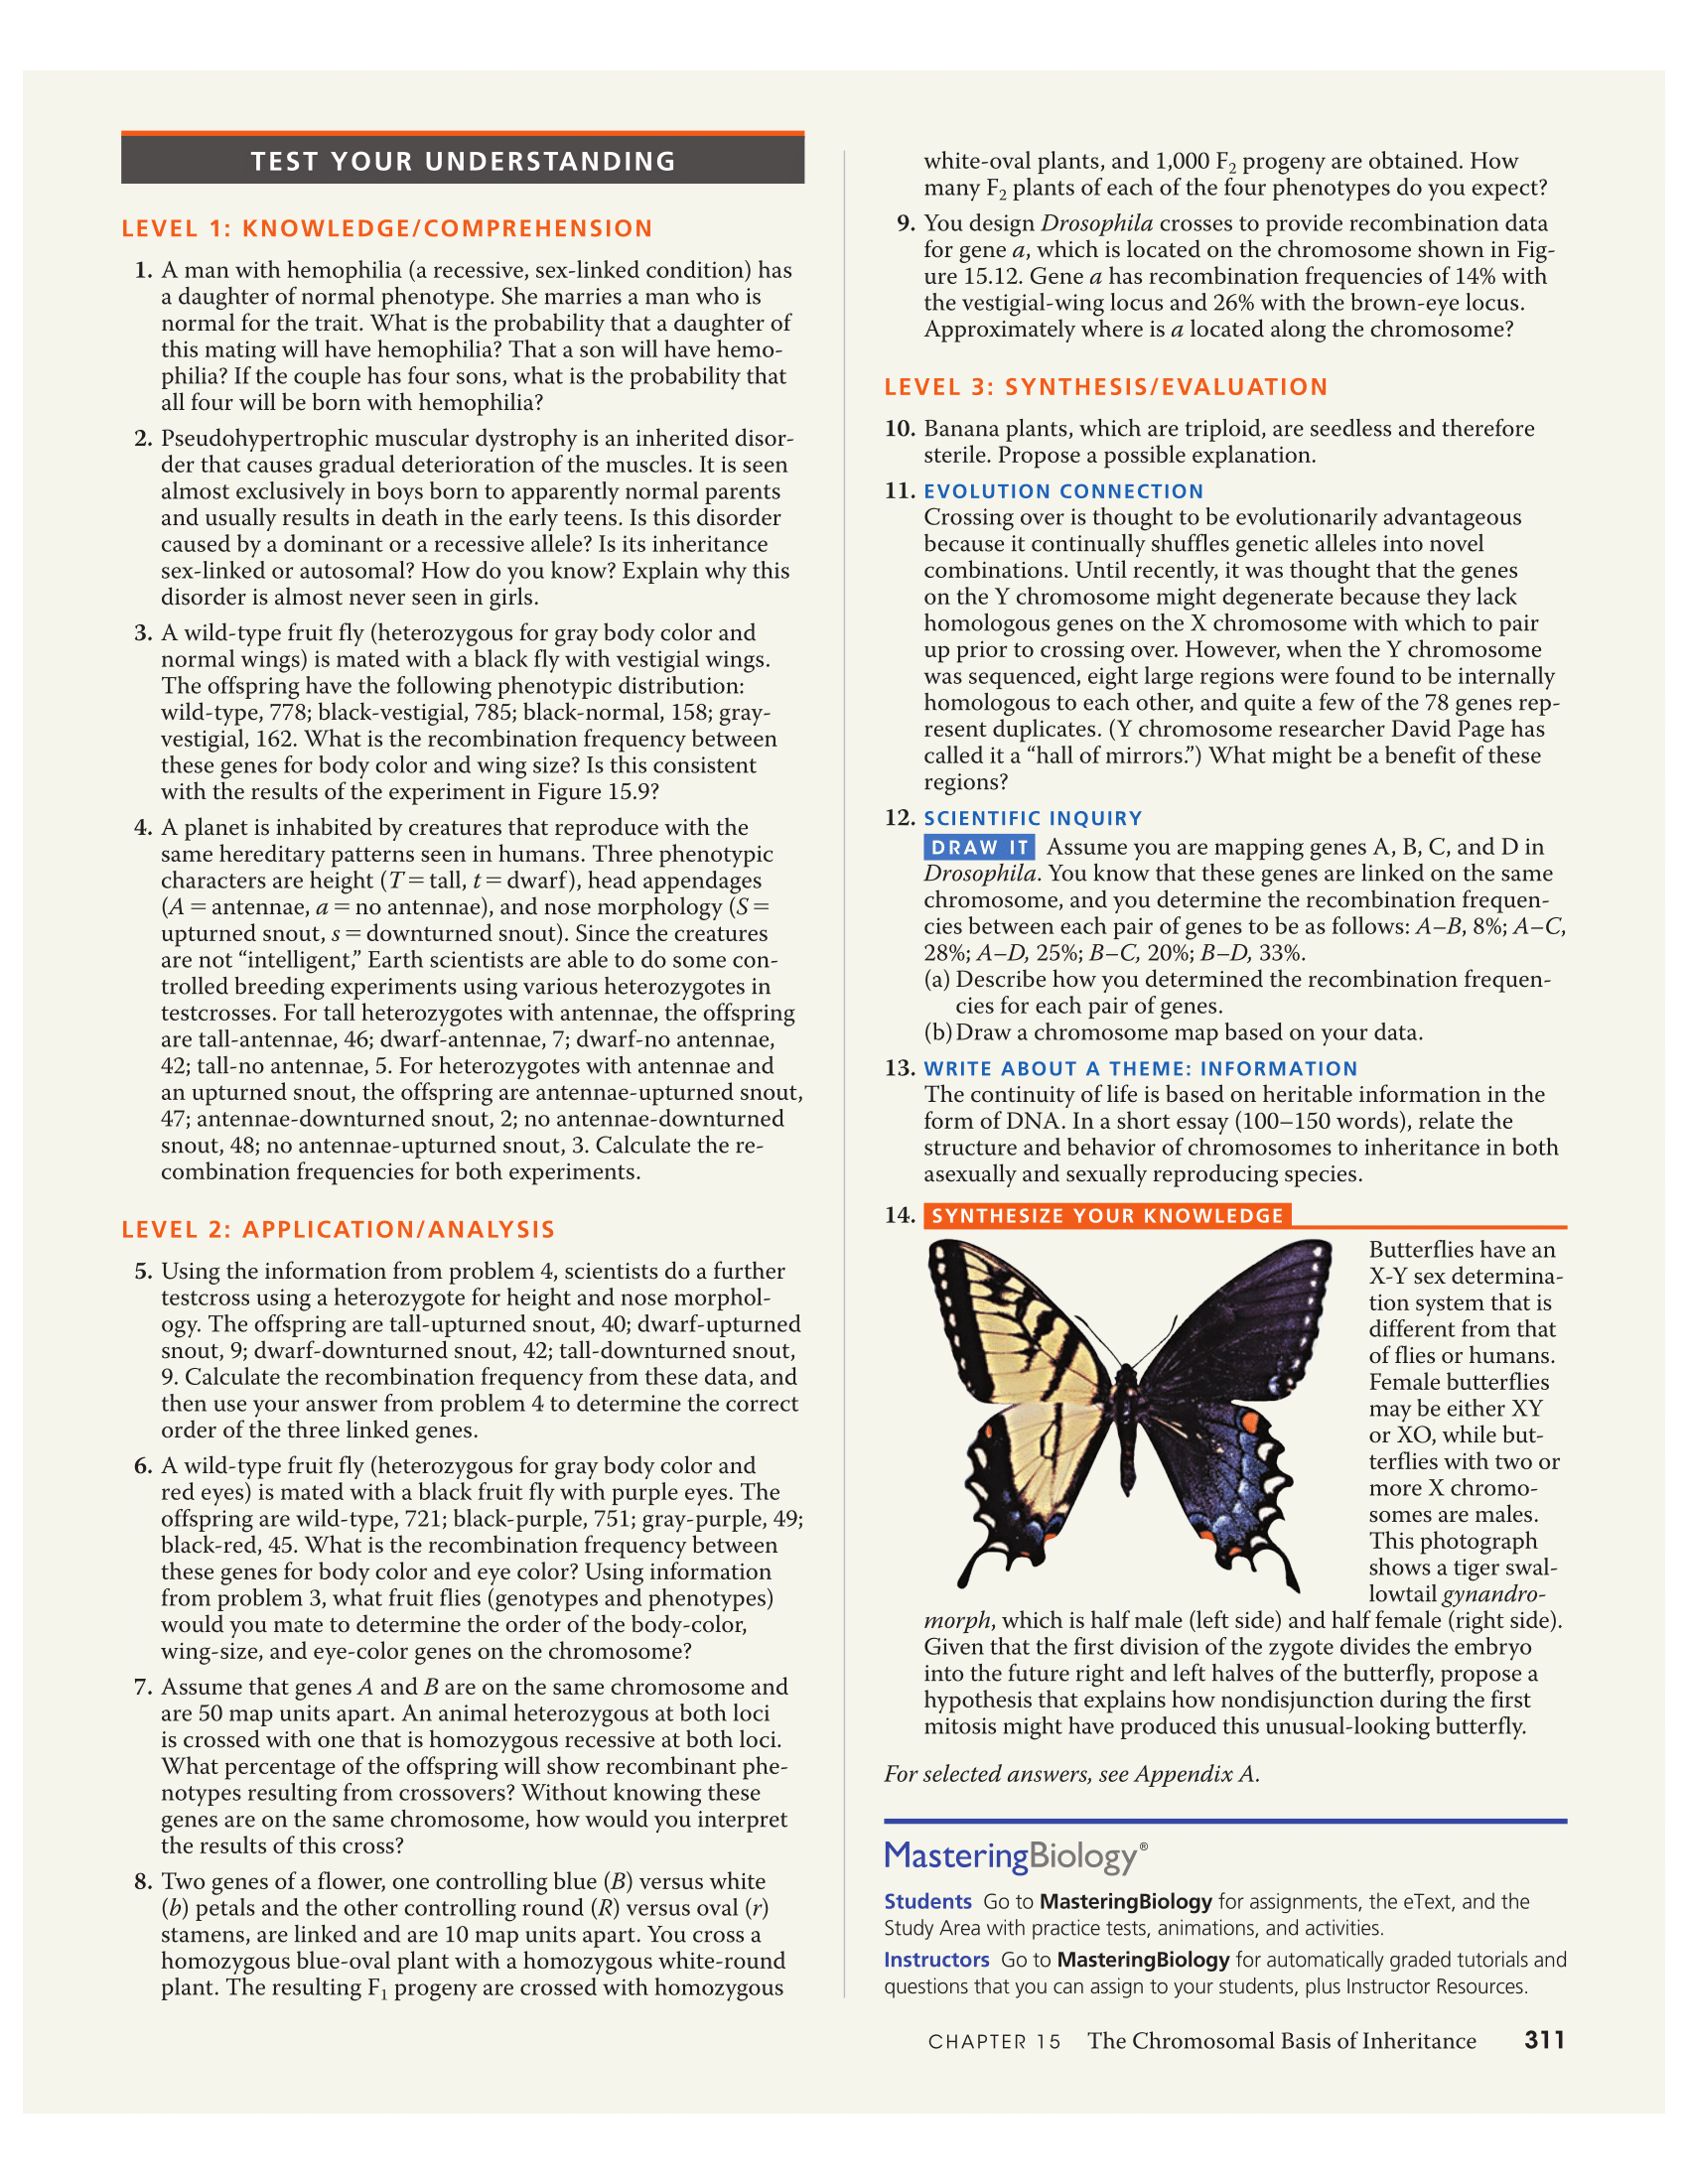 TEST YOUR UNDERSTANDING
LEVEL 1: KNOWLEDGE/COMPREHENSION
1. A man with hemophilia (a recessive, sex-linked condition) has
a daughter of normal phenotype. She marries a man who is
normal for the trait. What is the probability that a daughter of
this mating will have hemophilia? That a son will have hemo-
philia? If the couple has four sons, what is the probability that
all four will be born with hemophilia?
2. Pseudohypertrophic muscular dystrophy is an inherited disor-
der that causes gradual deterioration of the muscles. It is seen
almost exclusively in boys born to apparently normal parents
and usually results in death in the early teens. Is this disorder
caused by a dominant or a recessive allele? Is its inheritance
sex-linked or autosomal? How do you know? Explain why this
disorder is almost never seen in girls.
3. A wild-type fruit fly (heterozygous for gray body color and
normal wings) is mated with a black fly with vestigial wings.
The offspring have the following phenotypic distribution:
wild-type, 778; black-vestigial, 785; black-normal, 158; gray-
vestigial, 162. What is the recombination frequency between
these genes for body color and wing size? Is this consistent
with the results of the experiment in Figure 15.9?
4. A planet is inhabited by creatures that reproduce with the
same hereditary patterns seen in humans. Three phenotypic
characters are height (T = tall, t = dwarf), head appendages
(A = antennae, a = no antennae), and nose morphology (S =
upturned snout, s = downturned snout). Since the creatures
are not “intelligent,” Earth scientists are able to do some con-
trolled breeding experiments using various heterozygotes in
testcrosses. For tall heterozygotes with antennae, the offspring
are tall-antennae, 46; dwarf-antennae, 7; dwarf-no antennae,
42; tall-no antennae, 5. For heterozygotes with antennae and
an upturned snout, the offspring are antennae-upturned snout,
47; antennae-downturned snout, 2; no antennae-downturned
snout, 48; no antennae-upturned snout, 3. Calculate the re-
combination frequencies for both experiments.
LEVEL 2: APPLICATION/ANALYSIS
5. Using the information from problem 4, scientists do a further
testcross using a heterozygote for height and nose morphol-
ogy. The offspring are tall-upturned snout, 40; dwarf-upturned
snout, 9; dwarf-downturned snout, 42; tall-downturned snout,
9. Calculate the recombination frequency from these data, and
then use your answer from problem 4 to determine the correct
order of the three linked genes.
6. A wild-type fruit fly (heterozygous for gray body color and
red eyes) is mated with a black fruit fly with purple eyes. The
offspring are wild-type, 721; black-purple, 751; gray-purple, 49;
black-red, 45. What is the recombination frequency between
these genes for body color and eye color? Using information
from problem 3, what fruit flies (genotypes and phenotypes)
would you mate to determine the order of the body-color,
wing-size, and eye-color genes on the chromosome?
7. Assume that genes A and B are on the same chromosome and
are 50 map units apart. An animal heterozygous at both loci
is crossed with one that is homozygous recessive at both loci.
What percentage of the offspring will show recombinant phe-
notypes resulting from crossovers? Without knowing these
genes are on the same chromosome, how would you interpret
the results of this cross?
8. Two genes of a flower, one controlling blue (B) versus white
(b) petals and the other controlling round (R) versus oval (r)
stamens, are linked and are 10 map units apart. You cross a
homozygous blue-oval plant with a homozygous white-round
plant. The resulting F1 progeny are crossed with homozygous
white-oval plants, and 1,000 F2 progeny are obtained. How
many F2 plants of each of the four phenotypes do you expect?
9. You design Drosophila crosses to provide recombination data
for gene a, which is located on the chromosome shown in Fig-
ure 15.12. Gene a has recombination frequencies of 14% with
the vestigial-wing locus and 26% with the brown-eye locus.
Approximately where is a located along the chromosome?
LEVEL 3: SYNTHESIS/EVALUATION
10. Banana plants, which are triploid, are seedless and therefore
sterile. Propose a possible explanation.
11. EVOLUTION CONNECTION
Crossing over is thought to be evolutionarily advantageous
because it continually shuffles genetic alleles into novel
combinations. Until recently, it was thought that the genes
on the Y chromosome might degenerate because they lack
homologous genes on the X chromosome with which to pair
up prior to crossing over. However, when the Y chromosome
was sequenced, eight large regions were found to be internally
homologous to each other, and quite a few of the 78 genes rep-
resent duplicates. (Y chromosome researcher David Page has
called it a “hall of mirrors.”) What might be a benefit of these
regions?
12. SCIENTIFIC INQUIRY
DRAW IT Assume you are mapping genes A, B, C, and D in
Drosophila. You know that these genes are linked on the same
chromosome, and you determine the recombination frequen-
cies between each pair of genes to be as follows: A–B, 8%; A–C,
28%; A–D, 25%; B–C, 20%; B–D, 33%.
(a) Describe how you determined the recombination frequen-
cies for each pair of genes.
(b) Draw a chromosome map based on your data.
13. WRITE ABOUT A THEME: INFORMATION
The continuity of life is based on heritable information in the
form of DNA. In a short essay (100–150 words), relate the
structure and behavior of chromosomes to inheritance in both
asexually and sexually reproducing species.
14. SYNTHESIZE YOUR KNOWLEDGE
Butterflies have an
X-Y sex determina-
tion system that is
different from that
of flies or humans.
Female butterflies
may be either XY
or XO, while but-
terflies with two or
more X chromo-
somes are males.
This photograph
shows a tiger swal-
lowtail gynandro-
morph, which is half male (left side) and half female (right side).
Given that the first division of the zygote divides the embryo
into the future right and left halves of the butterfly, propose a
hypothesis that explains how nondisjunction during the first
mitosis might have produced this unusual-looking butterfly.
For selected answers, see Appendix A.
MasteringBiology®
Students Go to MasteringBiology for assignments, the eText, and the
Study Area with practice tests, animations, and activities.
Instructors Go to MasteringBiology for automatically graded tutorials and
questions that you can assign to your students, plus Instructor Resources.
CHAPTER 15 The Chromosomal Basis of Inheritance 311